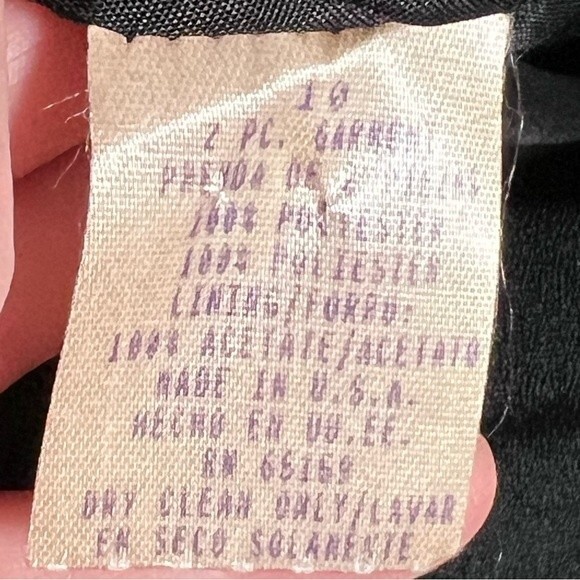 10
2 PC. GARMENT
PRENDA DE 2 PIEZAS
100% POLYESTER
100% POLIESTER
LINING/FORRO:
100% ACETATE/ACETATO
MADE IN U.S.A.
HECHO EN UU.EE.
RN
DRY CLEAN ONLY/LAVAR
EN SECO SOLAMENTE